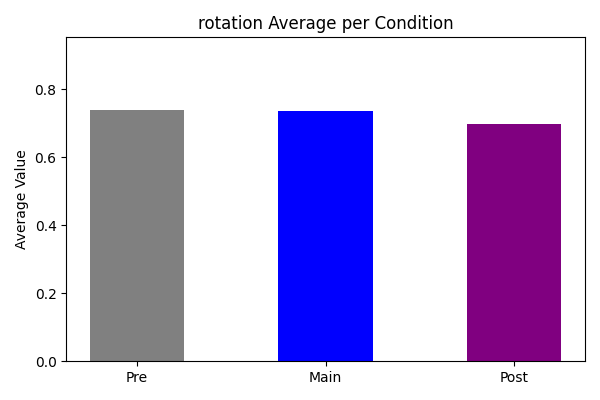 rotation Average per Condition
Average Value
0.8
0.6
0.4
0.2
0.0
Pre
Main
Post